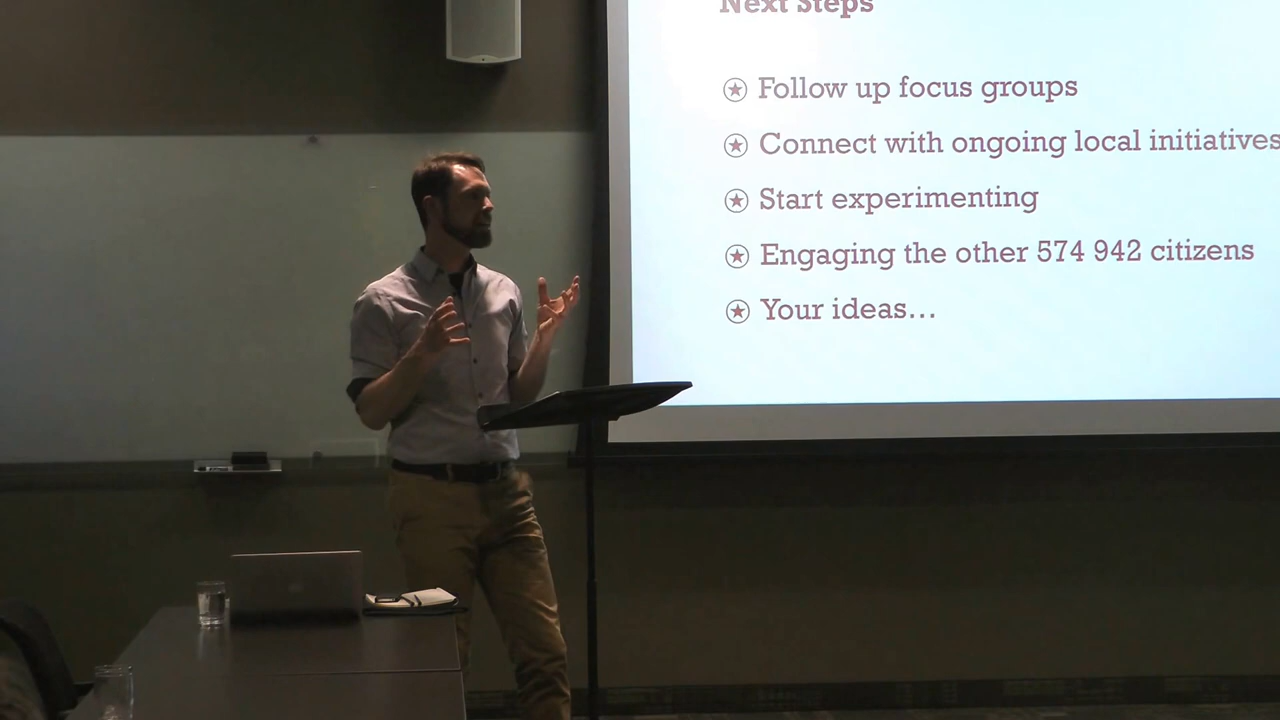 Next Steps
Follow up focus groups
Connect with ongoing local initiatives
Start experimenting
Engaging the other 574 942 citizens
Your ideas…